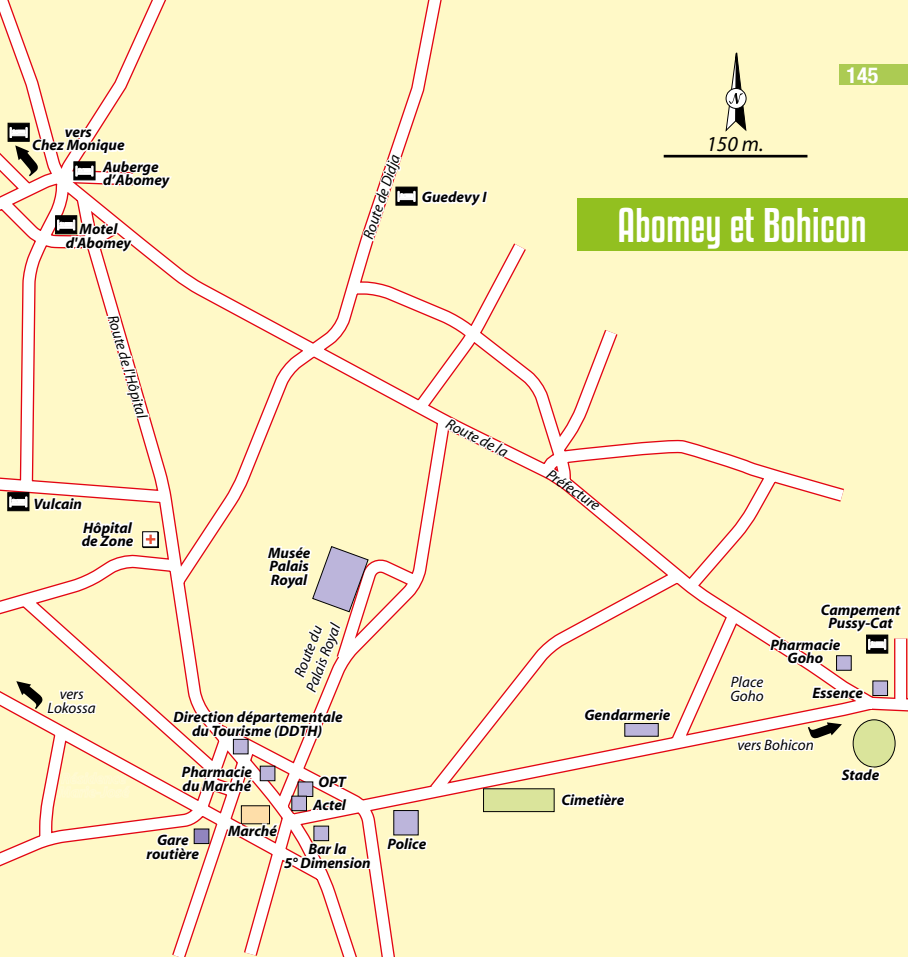 145
N
150 m.
Abomey et Bohicon
vers
Chez Monique
Auberge
d'Abomey
Motel
d'Abomey
Route de Didja
Guedevy I
Route de l'Hôpital
Route de la
Préfecture
Vulcain
Hôpital
de Zone
Musée
Palais
Royal
Route du
Palais Royal
Campement
Pussy-Cat
Pharmacie
Goho
Essence
Place
Goho
Gendarmerie
vers Bohicon
Stade
vers
Lokossa
Direction départementale
du Tourisme (DDTH)
Pharmacie
du Marché
OPT
Actel
Marché
Cimetière
Police
Gare
routière
Bar la
5° Dimension